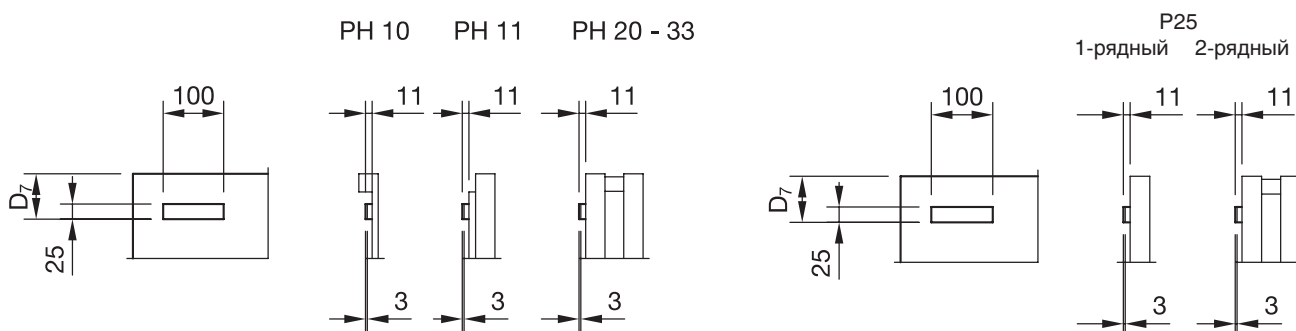 PH 10 PH 11 PH 20 - 33
P25
1-рядный 2-рядный
100 11 11 11 100 11 11
D7 D7
25 25
3 3 3 3 3